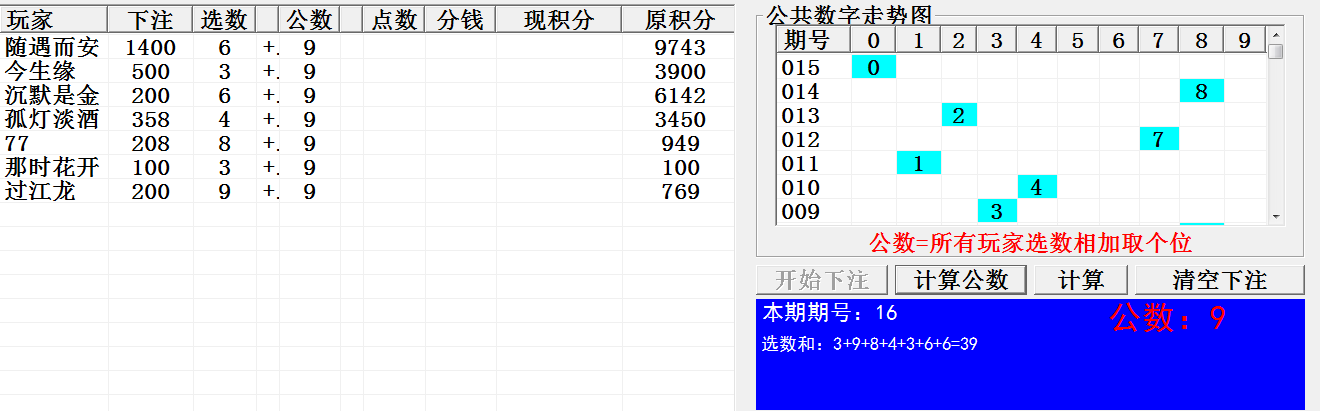 玩家 下注 选数 公数 点数 分钱 现积分 原积分
随遇而安 1400 6 +. 9 9743
今生缘 500 3 +. 9 3900
沉默是金 200 6 +. 9 6142
孤灯淡酒 358 4 +. 9 3450
77 208 8 +. 9 949
那时花开 100 3 +. 9 100
过江龙 200 9 +. 9 769
公共数字走势图
期号 0 1 2 3 4 5 6 7 8 9
015 0
014 8
013 2
012 7
011 1
010 4
009 3
公数=所有玩家选数相加取个位
开始下注 计算公数 计算 清空下注
本期期号：16
公数：9
选数和：3+9+8+4+3+6+6=39